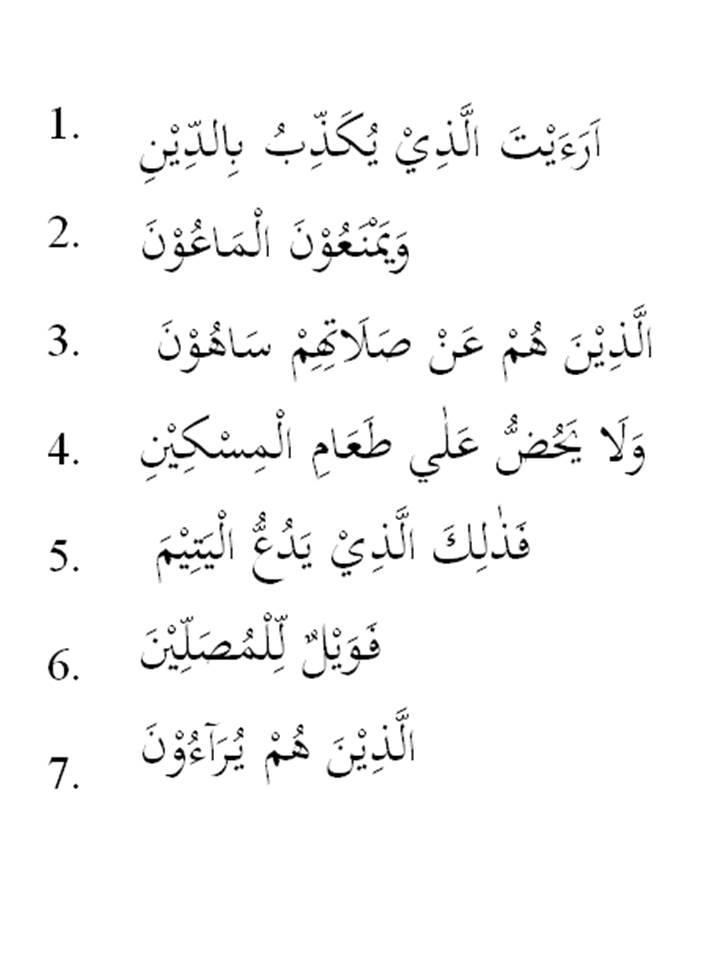 1. اَرَءَيْتَ الَّذِيْ يُكَذِّبُ بِالدِّيْنِ
2. وَيَمْنَعُوْنَ الْمَاعُوْنَ
3. الَّذِيْنَ هُمْ عَنْ صَلَاتِهِمْ سَاهُوْنَ
4. وَلَا يَحُضُّ عَلٰي طَعَامِ الْمِسْكِيْنِ
5. فَذٰلِكَ الَّذِيْ يَدُعُّ الْيَتِيْمَ
6. فَوَيْلٌ لِّلْمُصَلِّيْنَ
7. الَّذِيْنَ هُمْ يُرَآءُوْنَ